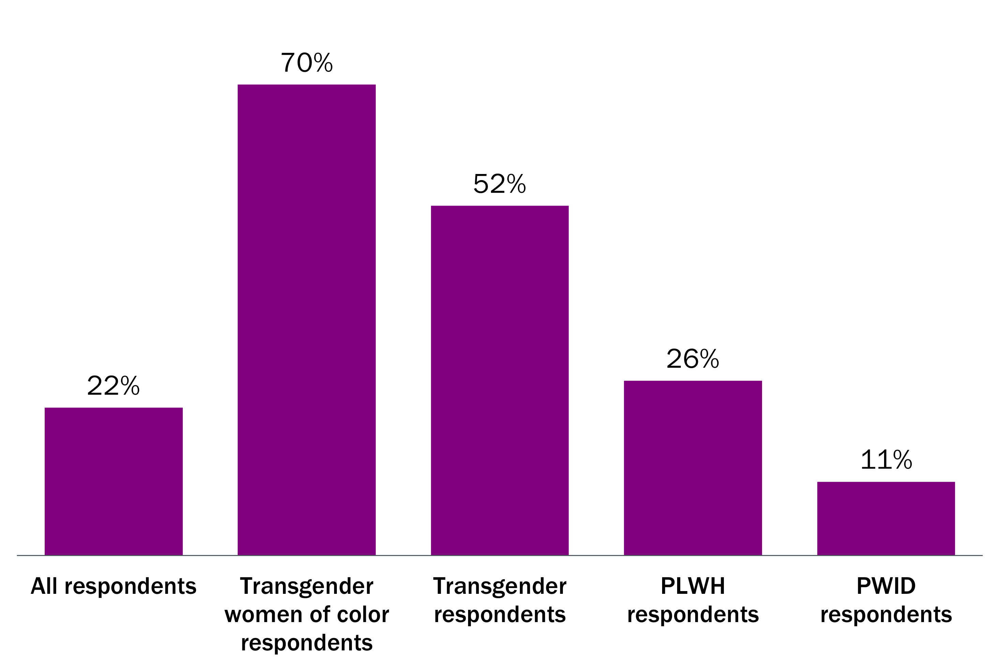 70%
52%
26%
22%
11%
All respondents
Transgender
women of color
respondents
Transgender
respondents
PLWH
respondents
PWID
respondents